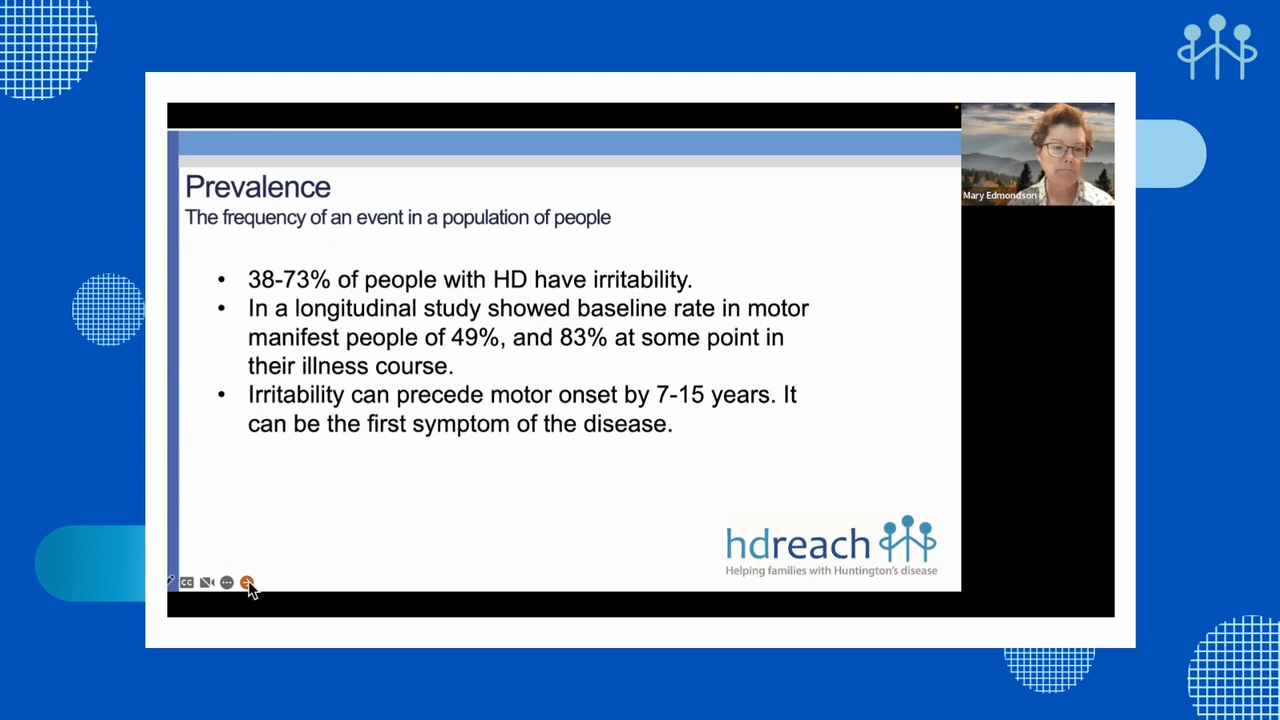 Prevalence
The frequency of an event in a population of people
• 38-73% of people with HD have irritability.
• In a longitudinal study showed baseline rate in motor
manifest people of 49%, and 83% at some point in
their illness course.
• Irritability can precede motor onset by 7-15 years. It
can be the first symptom of the disease.
hdreach
Helping families with Huntington's disease
CC
Mary Edmondson